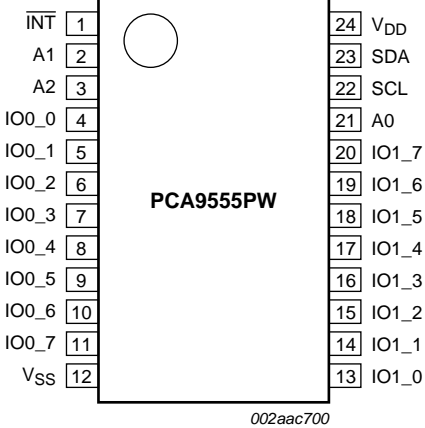 INT 1 24 VDD
A1 2 23 SDA
A2 3 22 SCL
IO0_0 4 21 A0
IO0_1 5 20 IO1_7
IO0_2 6 19 IO1_6
PCA9555PW
IO0_3 7 18 IO1_5
IO0_4 8 17 IO1_4
IO0_5 9 16 IO1_3
IO0_6 10 15 IO1_2
IO0_7 11 14 IO1_1
VSS 12 13 IO1_0
002aac700